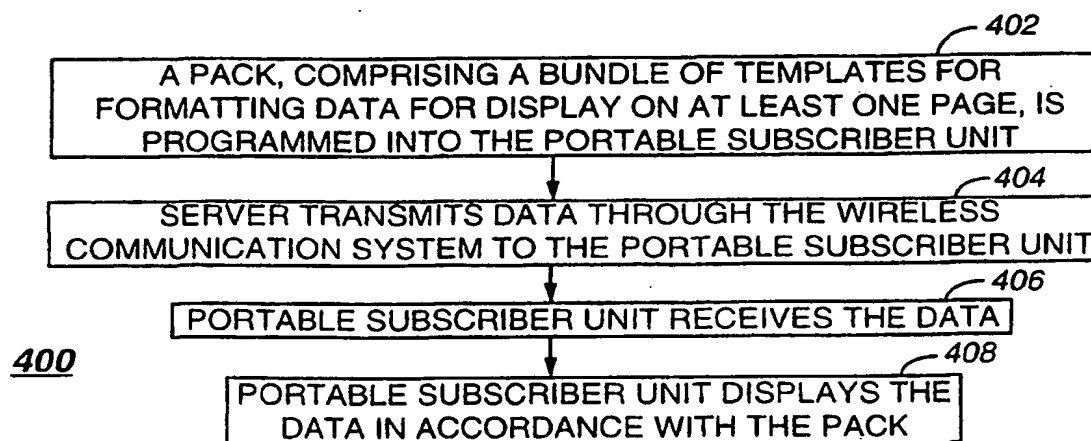 402
A PACK, COMPRISING A BUNDLE OF TEMPLATES FOR
FORMATTING DATA FOR DISPLAY ON AT LEAST ONE PAGE, IS
PROGRAMMED INTO THE PORTABLE SUBSCRIBER UNIT
404
SERVER TRANSMITS DATA THROUGH THE WIRELESS
COMMUNICATION SYSTEM TO THE PORTABLE SUBSCRIBER UNIT
406
PORTABLE SUBSCRIBER UNIT RECEIVES THE DATA
400
408
PORTABLE SUBSCRIBER UNIT DISPLAYS THE
DATA IN ACCORDANCE WITH THE PACK